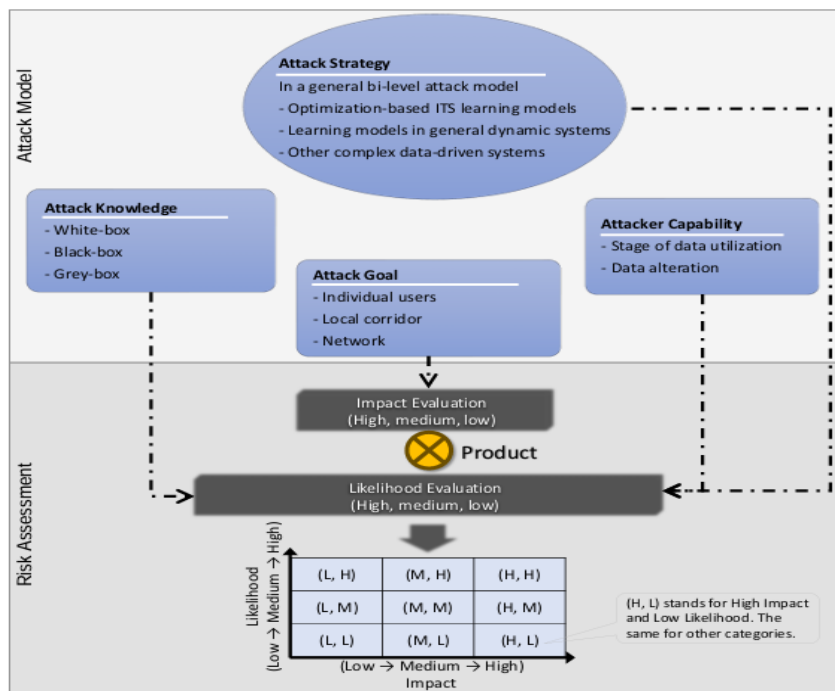 Attack Model
Attack Strategy
In a general bi-level attack model
- Optimization-based ITS learning models
- Learning models in general dynamic systems
- Other complex data-driven systems
Attack Knowledge
- White-box
- Black-box
- Grey-box
Attack Goal
- Individual users
- Local corridor
- Network
Attacker Capability
- Stage of data utilization
- Data alteration
Risk Assessment
Impact Evaluation
(High, medium, low)
Product
Likelihood Evaluation
(High, medium, low)
Likelihood
(Low → Medium → High)
(L, H) (M, H) (H, H)
(L, M) (M, M) (H, M)
(L, L) (M, L) (H, L)
(Low → Medium → High)
Impact
(H, L) stands for High Impact
and Low Likelihood. The
same for other categories.